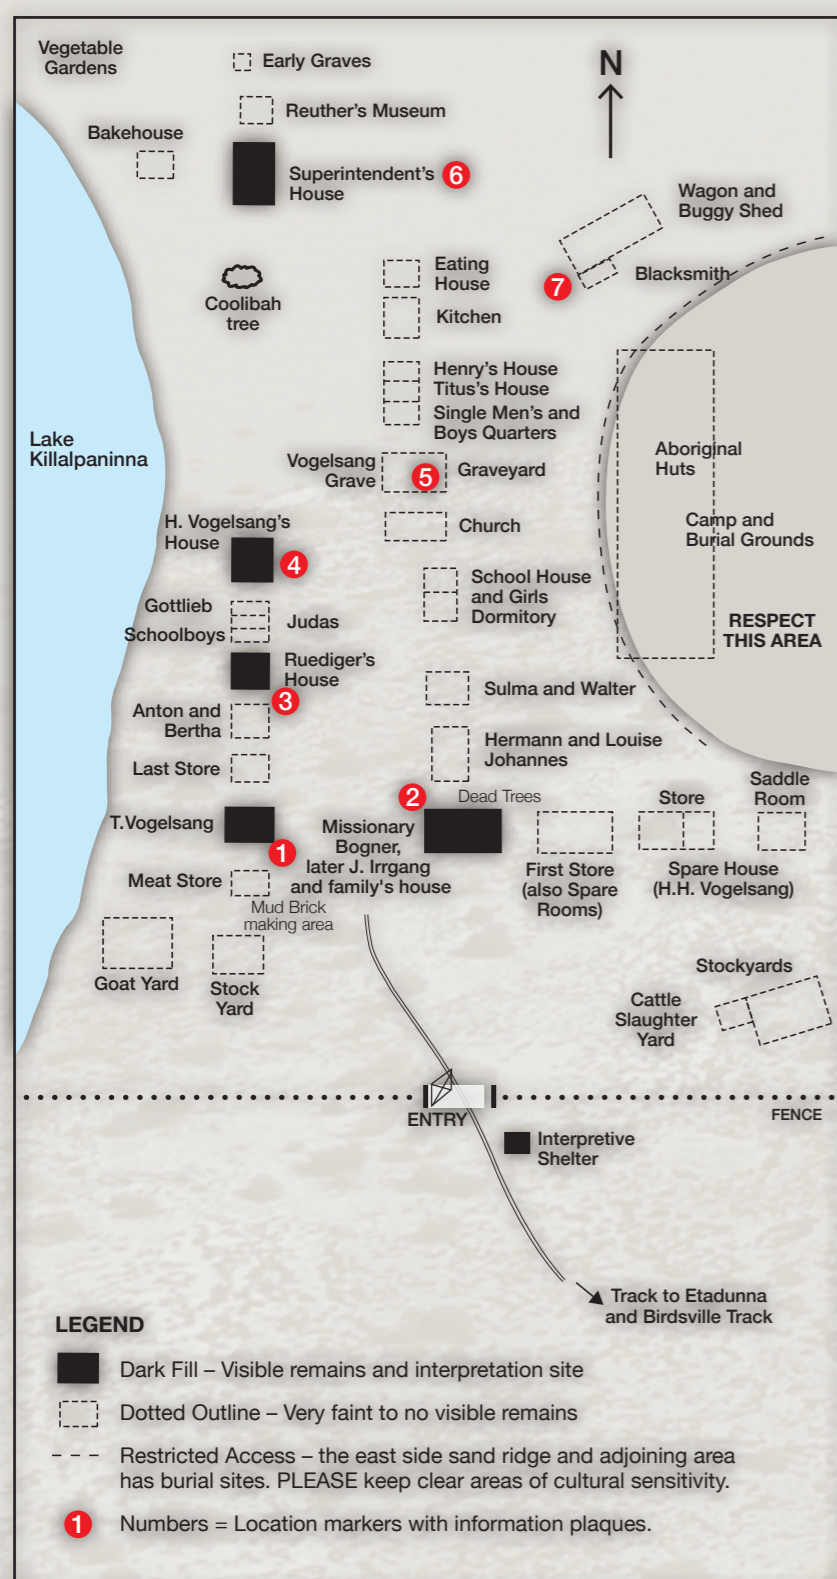 Vegetable
Gardens
Early Graves
N
Reuther's Museum
Bakehouse
Superintendent's
House
6
Wagon and
Buggy Shed
Eating
House
7
Blacksmith
Coolibah
tree
Kitchen
Henry's House
Titus's House
Single Men's and
Boys Quarters
Lake
Killalpaninna
Aboriginal
Huts
Vogelsang
Grave
5
Graveyard
H. Vogelsang's
House
Church
Camp and
Burial Grounds
4
School House
and Girls
Dormitory
Gottlieb
Judas
Schoolboys
RESPECT
THIS AREA
Ruediger's
House
3
Sulma and Walter
Anton and
Bertha
Hermann and Louise
Johannes
Last Store
2
Dead Trees
Store
Saddle
Room
T.Vogelsang
1
Missionary
Bogner,
later J. Irrgang
and family's house
First Store
(also Spare
Rooms)
Spare House
(H.H. Vogelsang)
Meat Store
Mud Brick
making area
Goat Yard
Stock
Yard
Stockyards
Cattle
Slaughter
Yard
ENTRY
FENCE
Interpretive
Shelter
Track to Etadunna
and Birdsville Track
LEGEND
Dark Fill – Visible remains and interpretation site
Dotted Outline – Very faint to no visible remains
Restricted Access – the east side sand ridge and adjoining area
has burial sites. PLEASE keep clear areas of cultural sensitivity.
1 Numbers = Location markers with information plaques.